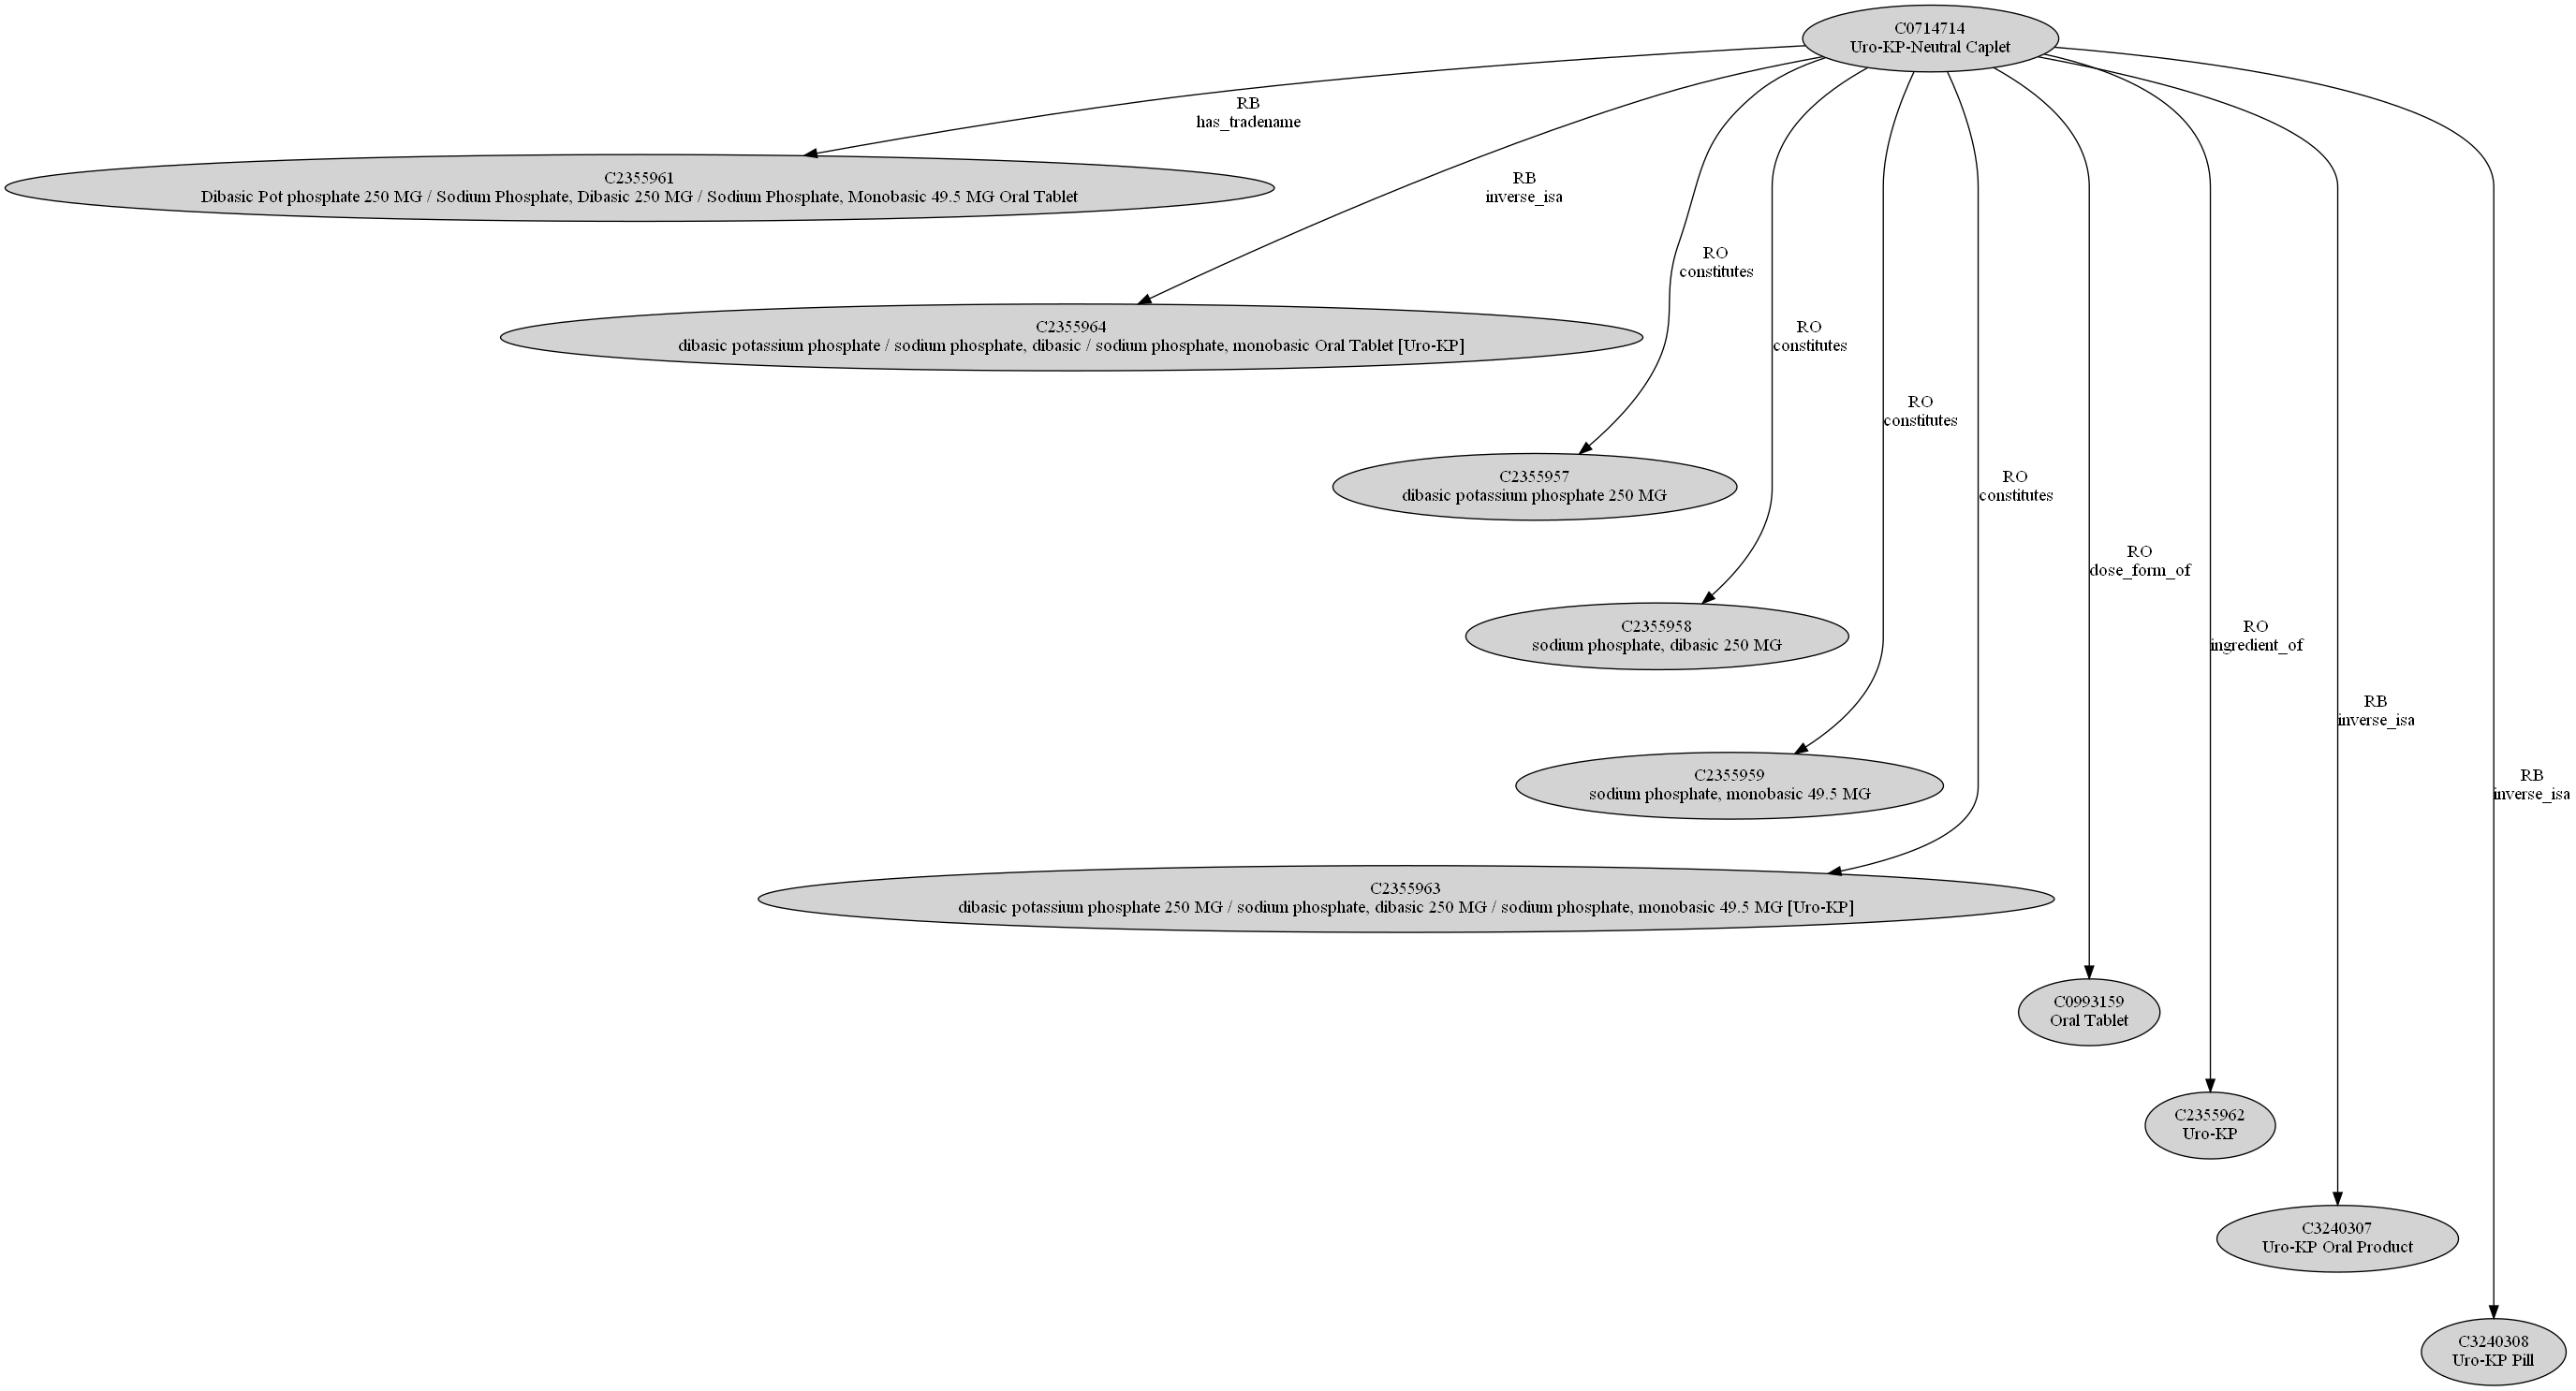 C0714714
Uro-KP-Neutral Caplet
RB
has_tradename
C2355961
Dibasic Pot phosphate 250 MG / Sodium Phosphate, Dibasic 250 MG / Sodium Phosphate, Monobasic 49.5 MG Oral Tablet
RB
inverse_isa
C2355964
dibasic potassium phosphate / sodium phosphate, dibasic / sodium phosphate, monobasic Oral Tablet [Uro-KP]
RO
constitutes
C2355957
dibasic potassium phosphate 250 MG
RO
constitutes
C2355958
sodium phosphate, dibasic 250 MG
RO
constitutes
C2355959
sodium phosphate, monobasic 49.5 MG
RO
constitutes
C2355963
dibasic potassium phosphate 250 MG / sodium phosphate, dibasic 250 MG / sodium phosphate, monobasic 49.5 MG [Uro-KP]
RO
dose_form_of
C0993159
Oral Tablet
RO
ingredient_of
C2355962
Uro-KP
RB
inverse_isa
C3240307
Uro-KP Oral Product
RB
inverse_isa
C3240308
Uro-KP Pill